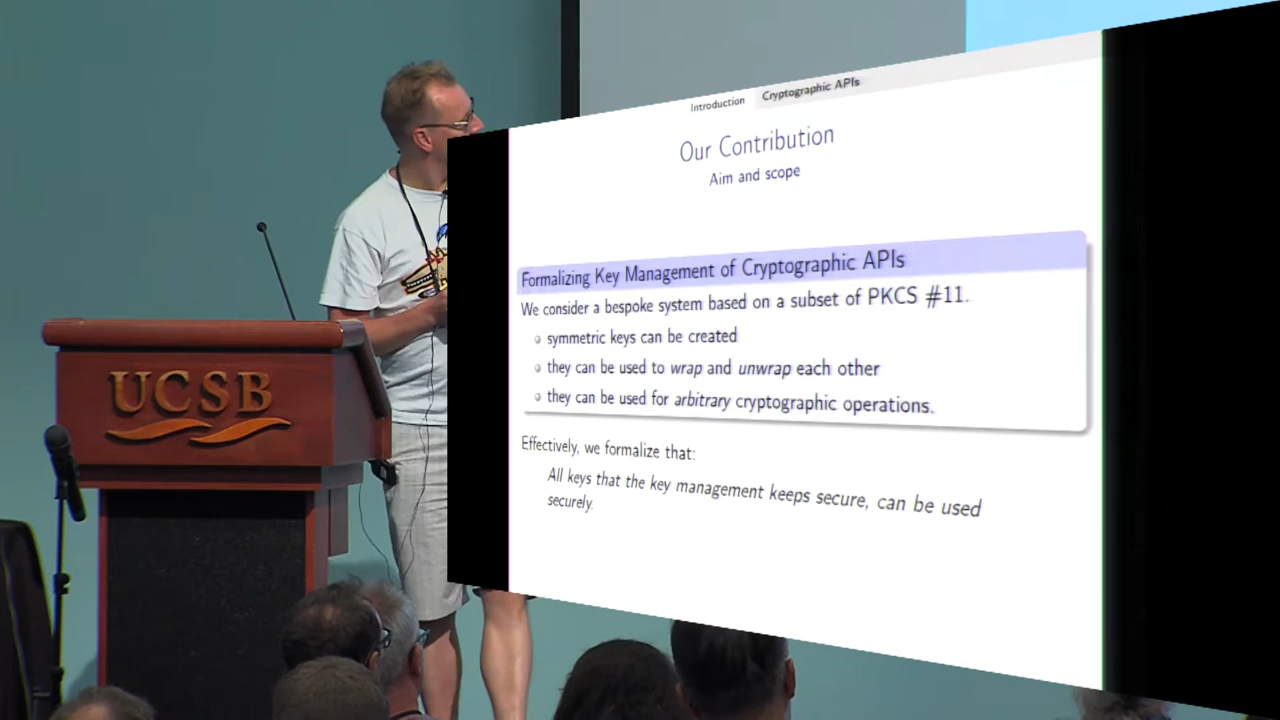 Introduction
Cryptographic APIs
Our Contribution
Aim and scope
Formalizing Key Management of Cryptographic APIs
We consider a bespoke system based on a subset of PKCS #11.
symmetric keys can be created
they can be used to wrap and unwrap each other
they can be used for arbitrary cryptographic operations.
Effectively, we formalize that:
All keys that the key management keeps secure, can be used
securely.
UCSB